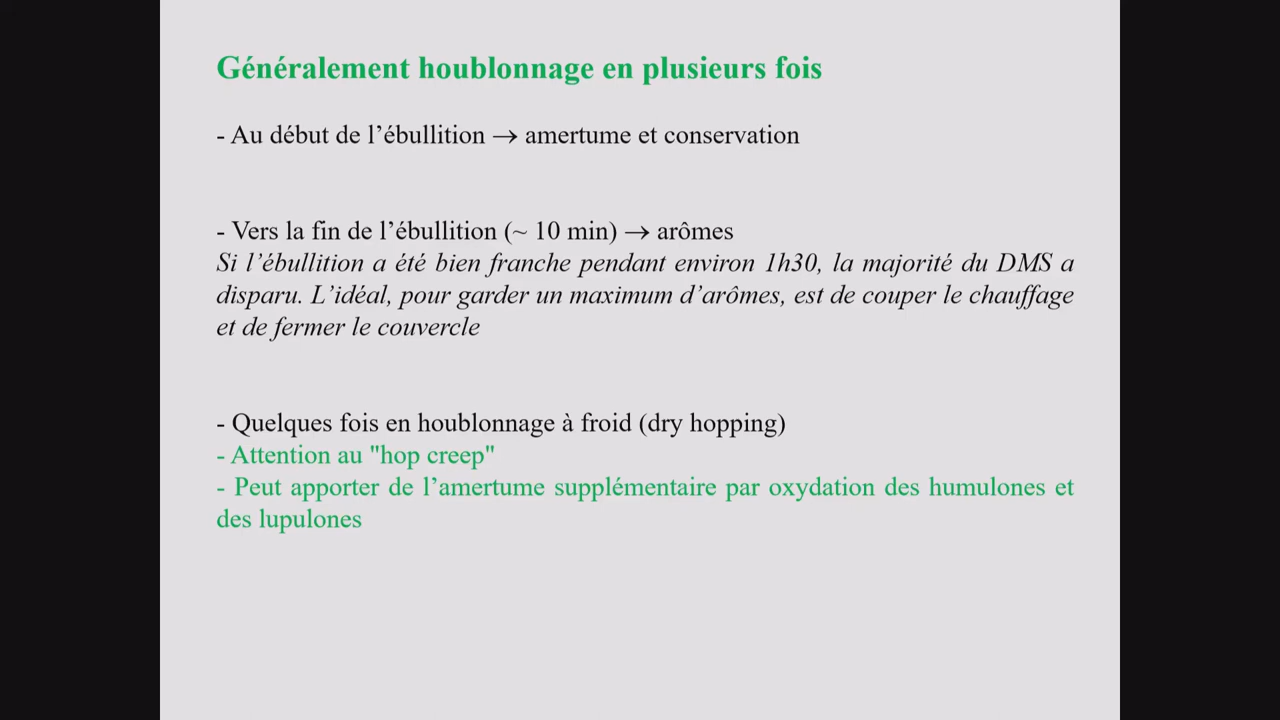 Généralement houblonnage en plusieurs fois
- Au début de l’ébullition → amertume et conservation
- Vers la fin de l’ébullition (~ 10 min) → arômes
Si l’ébullition a été bien franche pendant environ 1h30, la majorité du DMS a
disparu. L’idéal, pour garder un maximum d’arômes, est de couper le chauffage
et de fermer le couvercle
- Quelques fois en houblonnage à froid (dry hopping)
- Attention au "hop creep"
- Peut apporter de l’amertume supplémentaire par oxydation des humulones et
des lupulones